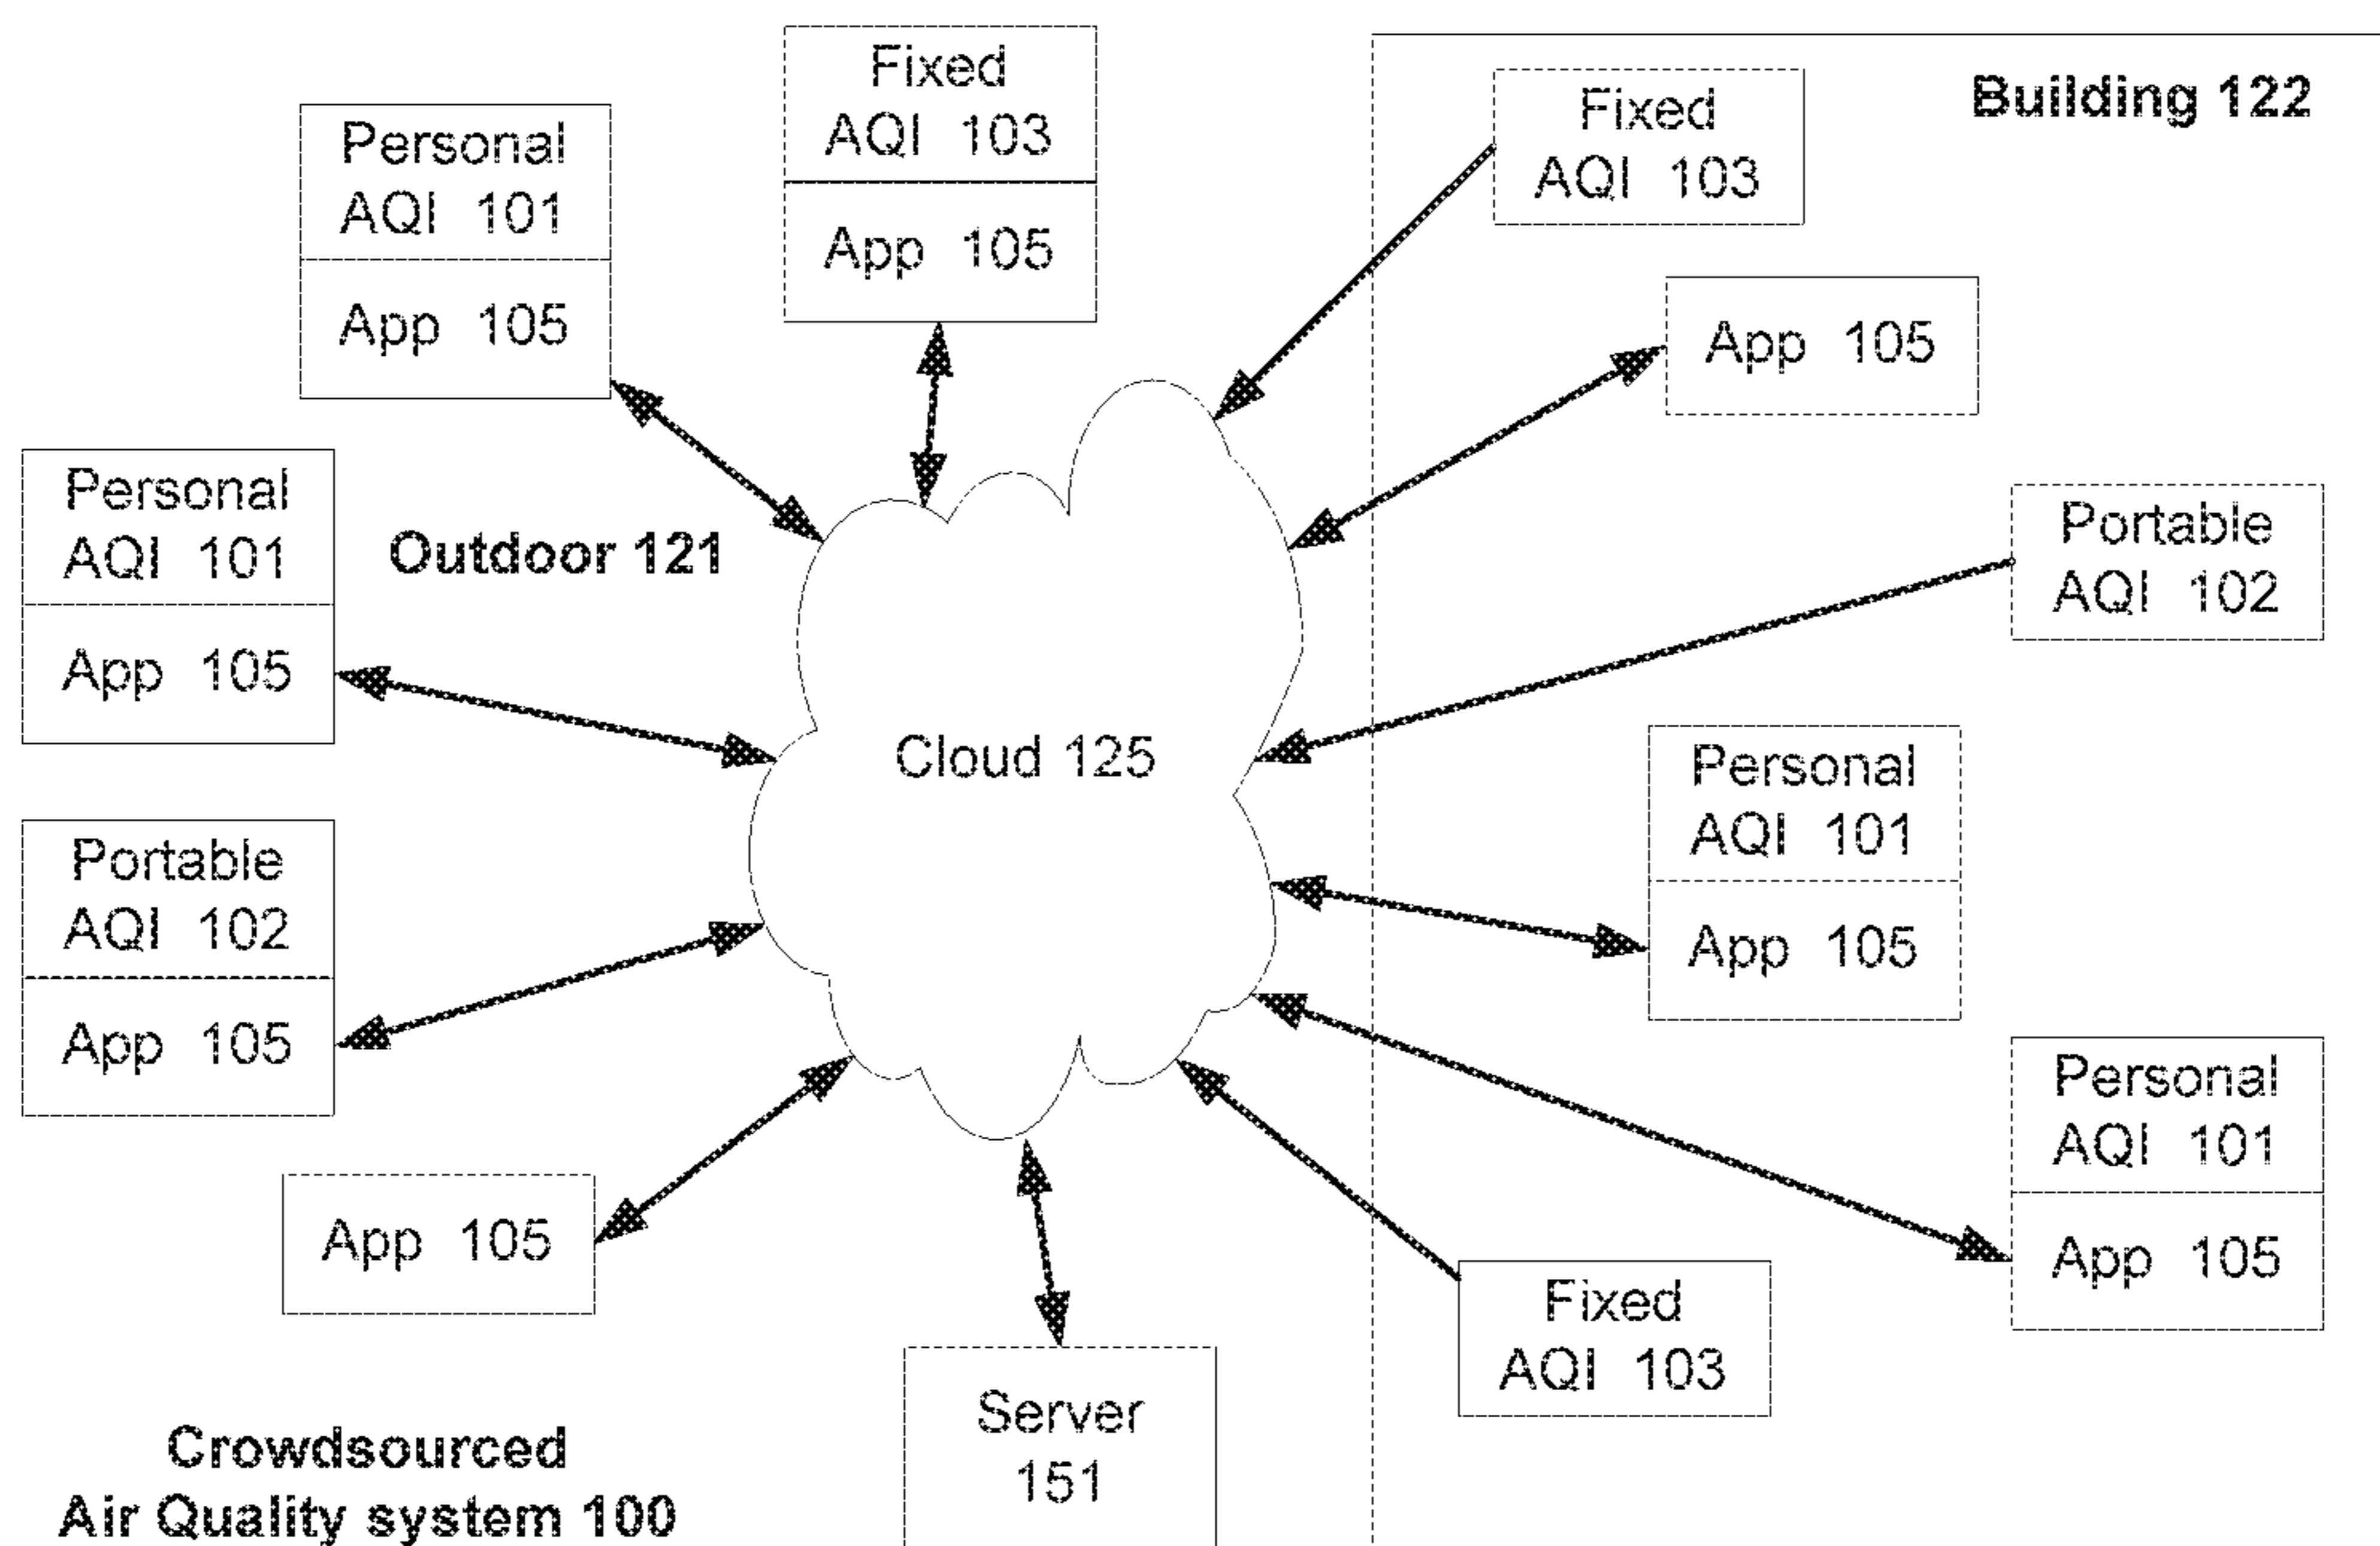 Fixed
AQI 103
App 105
Personal
AQI 101
App 105
Fixed
AQI 103
Building 122
App 105
Personal
AQI 101
App 105
Outdoor 121
Portable
AQI 102
Cloud 125
Personal
AQI 101
App 105
Portable
AQI 102
App 105
Personal
AQI 101
App 105
App 105
Fixed
AQI 103
Server
151
Crowdsourced
Air Quality system 100